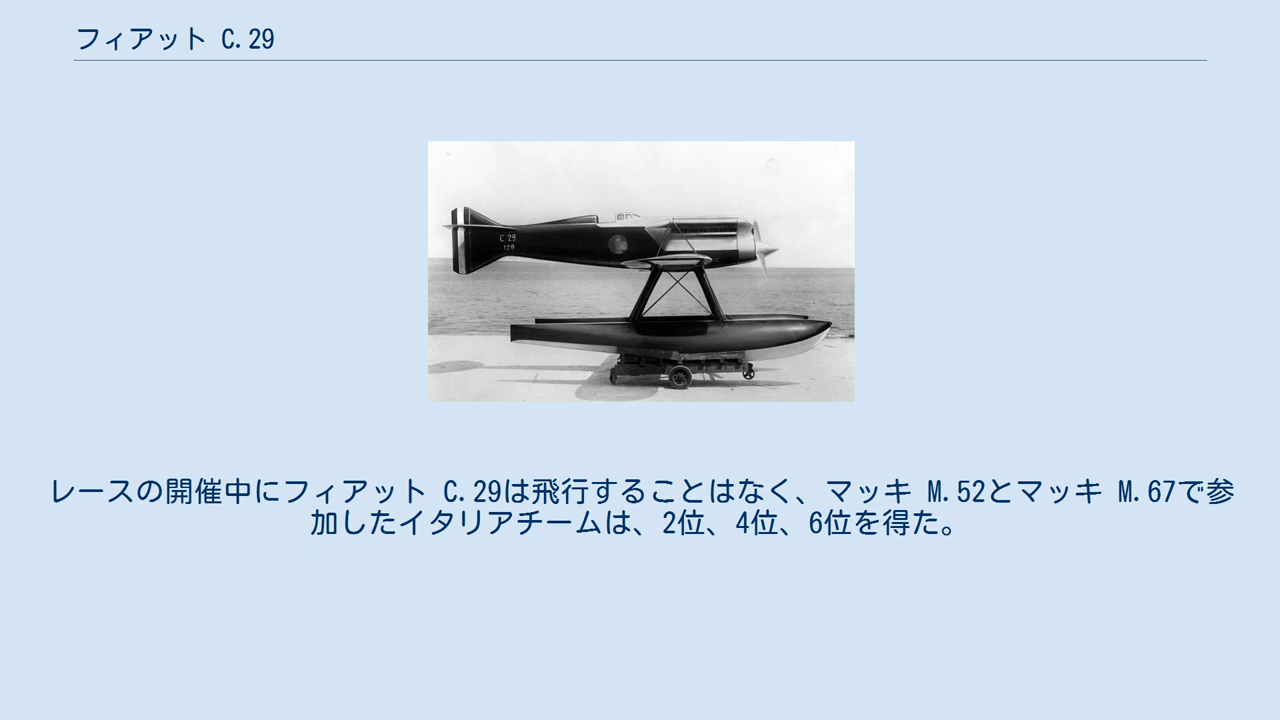 フィアット C.29
C 29
129
レースの開催中にフィアット C.29は飛行することはなく、マッキ M.52とマッキ M.67で参
加したイタリアチームは、2位、4位、6位を得た。